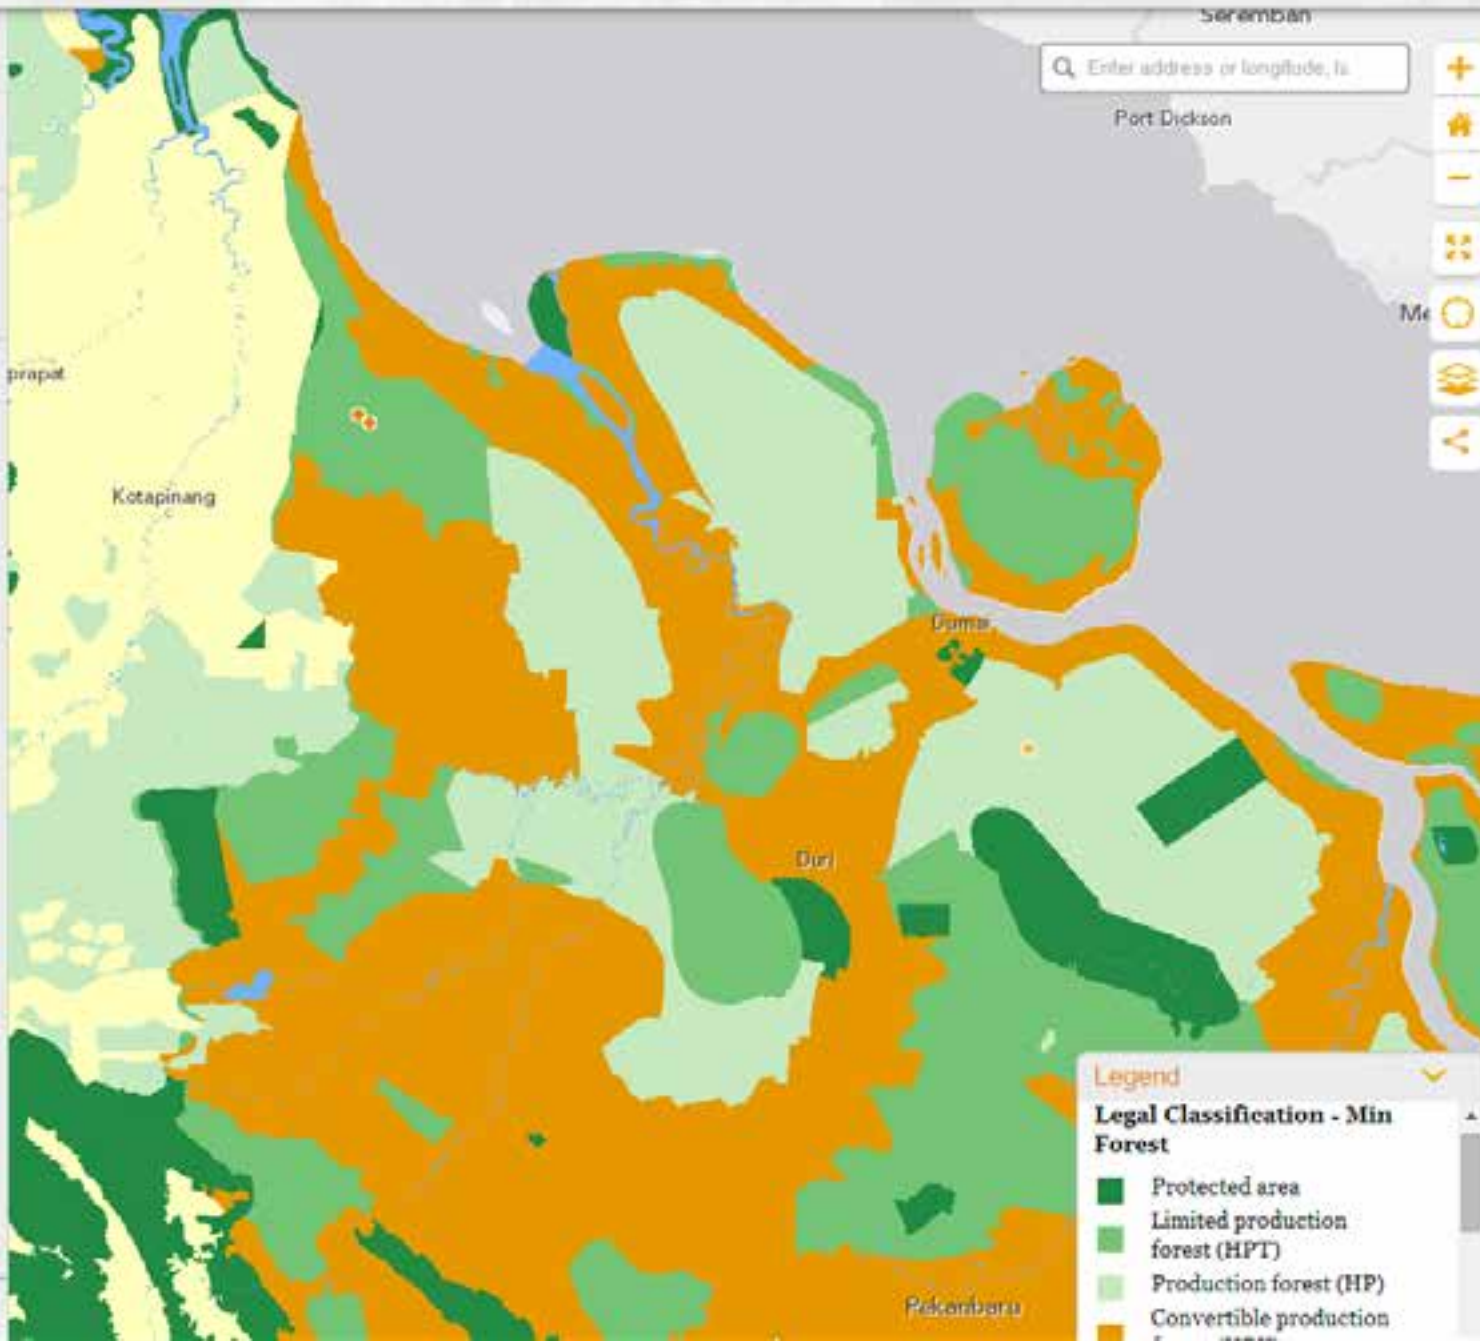 Seremban
Enter address or longitude, la
Port Dickson
Me
prapat
Kotapinang
Dumai
Duri
Legend
Legal Classification - Min
Forest
Protected area
Limited production
forest (HPT)
Production forest (HP)
Pekanbaru
Convertible production